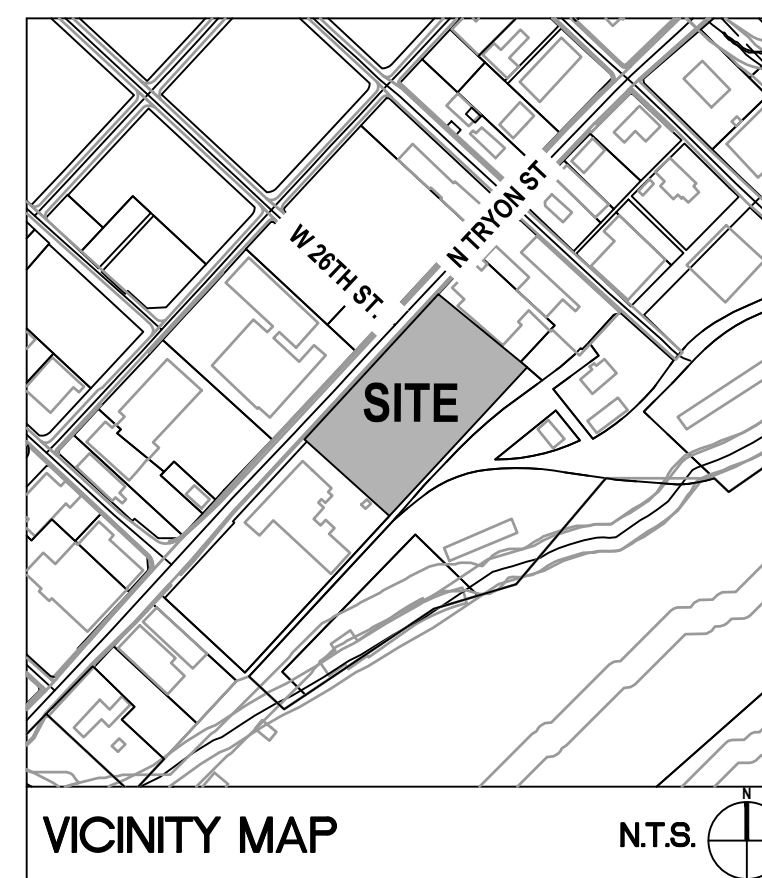 N TRYON ST
W 26TH ST.
SITE
VICINITY MAP
N.T.S.
N